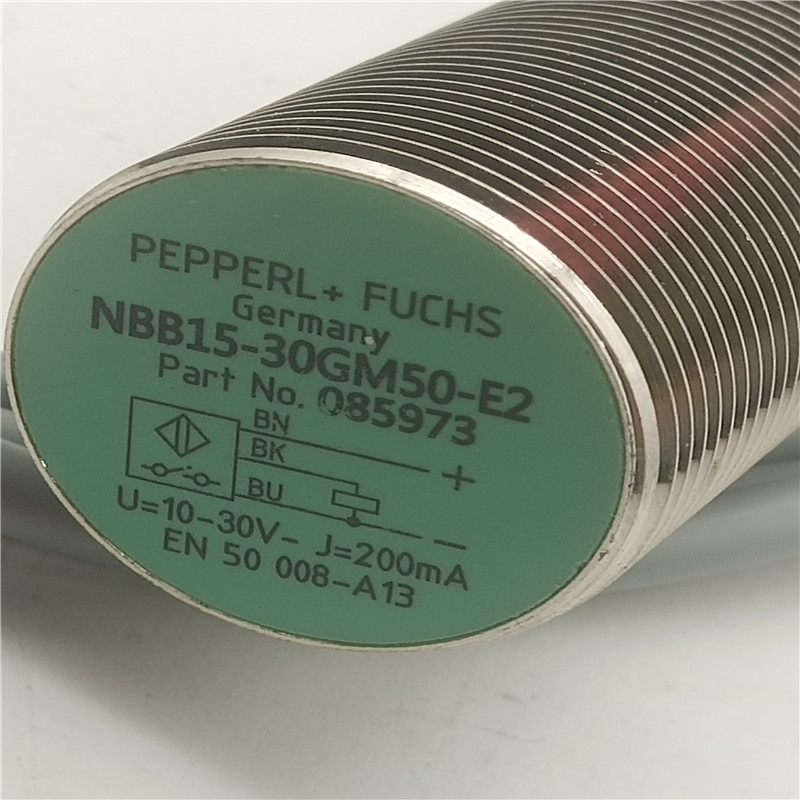 PEPPERL+ FUCHS
Germany
NBB15-30GM50-E2
Part No. 085973
BN
+
BK
BU
–
U=10-30V– J=200mA
EN 50 008-A13